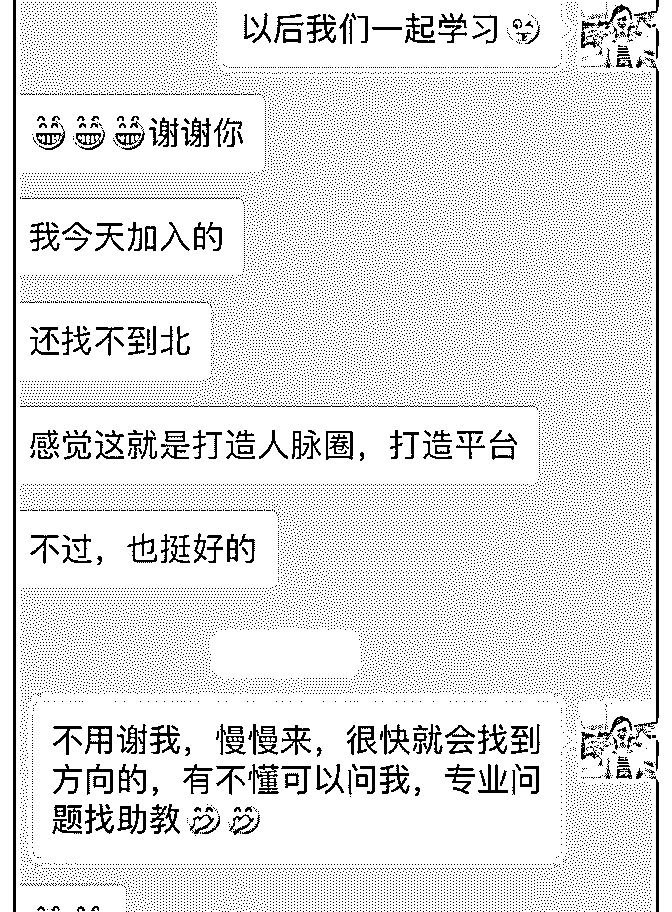 以后我们一起学习
谢谢你
我今天加入的
还找不到北
感觉这就是打造人脉圈，打造平台
不过，也挺好的
不用谢我，慢慢来，很快就会找到
方向的，有不懂可以问我，专业问
题找助教